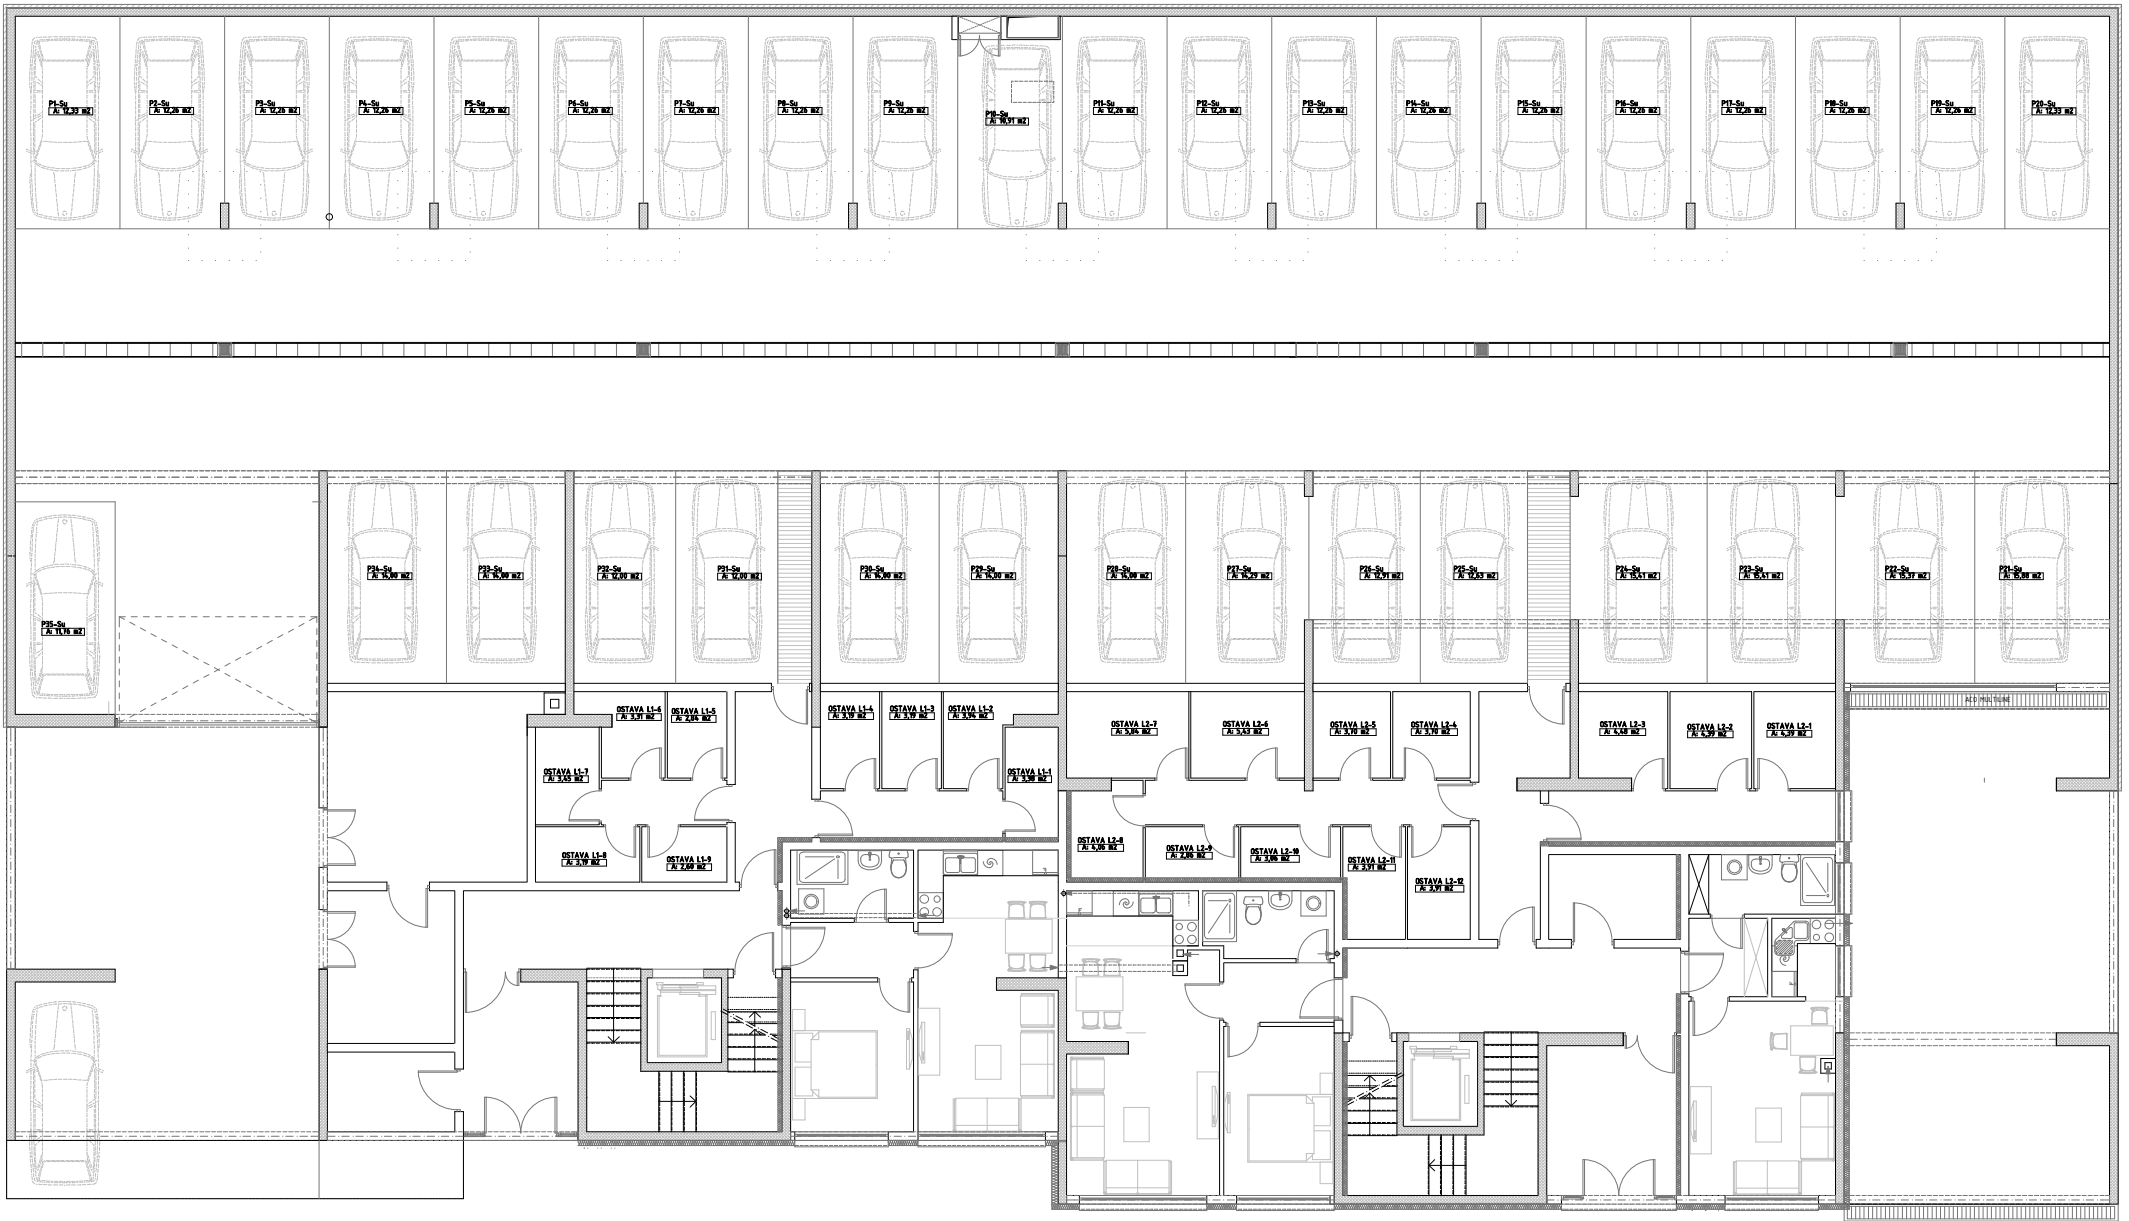 P1-Su
A: 12,33 m2
P2-Su
A: 12,26 m2
P3-Su
A: 12,26 m2
P4-Su
A: 12,26 m2
P5-Su
A: 12,26 m2
P6-Su
A: 12,26 m2
P7-Su
A: 12,26 m2
P8-Su
A: 12,26 m2
P9-Su
A: 12,26 m2
P10-Su
A: 10,91 m2
P11-Su
A: 12,26 m2
P12-Su
A: 12,26 m2
P13-Su
A: 12,26 m2
P14-Su
A: 12,26 m2
P15-Su
A: 12,26 m2
P16-Su
A: 12,26 m2
P17-Su
A: 12,26 m2
P18-Su
A: 12,26 m2
P19-Su
A: 12,26 m2
P20-Su
A: 12,33 m2
P34-Su
A: 14,00 m2
P33-Su
A: 14,00 m2
P32-Su
A: 12,00 m2
P31-Su
A: 12,00 m2
P30-Su
A: 14,00 m2
P29-Su
A: 14,00 m2
P28-Su
A: 14,00 m2
P27-Su
A: 14,29 m2
P26-Su
A: 12,91 m2
P25-Su
A: 12,63 m2
P24-Su
A: 15,41 m2
P23-Su
A: 15,41 m2
P22-Su
A: 15,37 m2
P21-Su
A: 15,88 m2
P35-Su
A: 11,76 m2
ACO MULTILINE
OSTAVA L1-6
A: 3,31 m2
OSTAVA L1-5
A: 2,84 m2
OSTAVA L1-4
A: 3,19 m2
OSTAVA L1-3
A: 3,19 m2
OSTAVA L1-2
A: 3,94 m2
OSTAVA L2-7
A: 5,84 m2
OSTAVA L2-6
A: 5,43 m2
OSTAVA L2-5
A: 3,70 m2
OSTAVA L2-4
A: 3,70 m2
OSTAVA L2-3
A: 4,48 m2
OSTAVA L2-2
A: 4,39 m2
OSTAVA L2-1
A: 4,39 m2
OSTAVA L1-7
A: 3,45 m2
OSTAVA L1-1
A: 3,38 m2
OSTAVA L1-8
A: 3,19 m2
OSTAVA L1-9
A: 2,60 m2
OSTAVA L2-8
A: 4,06 m2
OSTAVA L2-9
A: 2,86 m2
OSTAVA L2-10
A: 3,06 m2
OSTAVA L2-11
A: 3,91 m2
OSTAVA L2-12
A: 3,91 m2